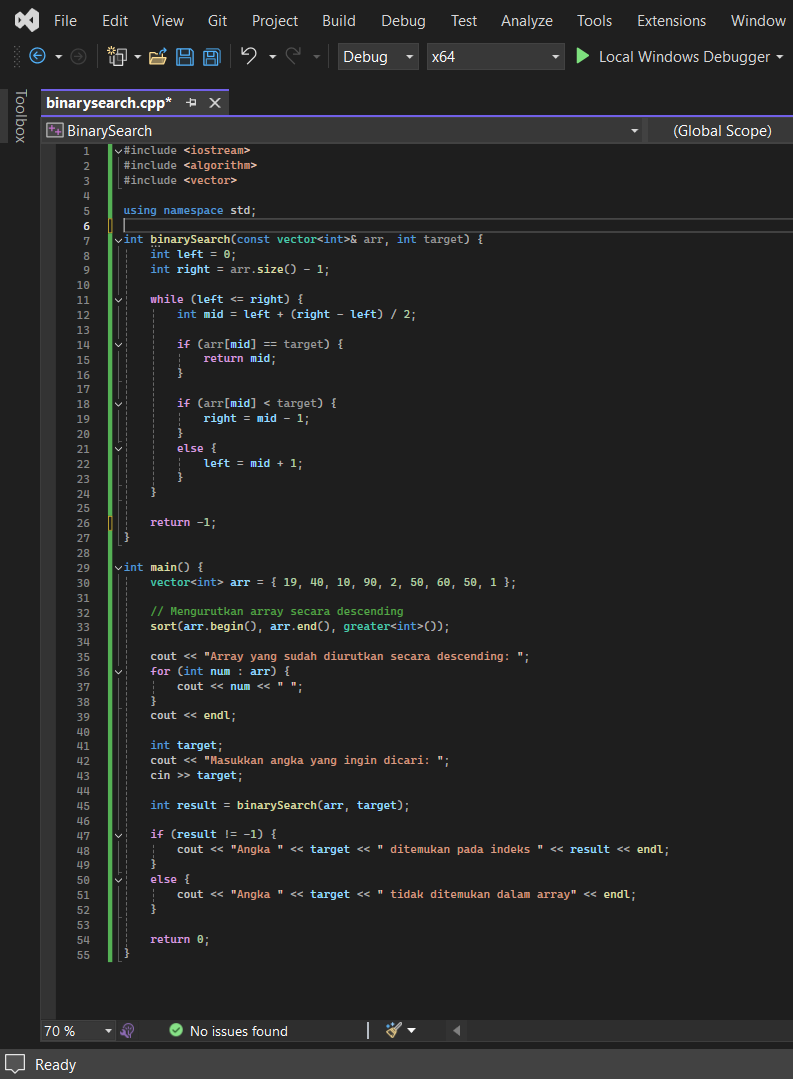 File Edit View Git Project Build Debug Test Analyze Tools Extensions Window
Debug x64 Local Windows Debugger
Toolbox
binarysearch.cpp*
BinarySearch (Global Scope)
1 #include <iostream>
2 #include <algorithm>
3 #include <vector>
4
5 using namespace std;
6
7 int binarySearch(const vector<int>& arr, int target) {
8     int left = 0;
9     int right = arr.size() - 1;
10
11     while (left <= right) {
12         int mid = left + (right - left) / 2;
13
14         if (arr[mid] == target) {
15             return mid;
16         }
17
18         if (arr[mid] < target) {
19             right = mid - 1;
20         }
21         else {
22             left = mid + 1;
23         }
24     }
25
26     return -1;
27 }
28
29 int main() {
30     vector<int> arr = { 19, 40, 10, 90, 2, 50, 60, 50, 1 };
31
32     // Mengurutkan array secara descending
33     sort(arr.begin(), arr.end(), greater<int>());
34
35     cout << "Array yang sudah diurutkan secara descending: ";
36     for (int num : arr) {
37         cout << num << " ";
38     }
39     cout << endl;
40
41     int target;
42     cout << "Masukkan angka yang ingin dicari: ";
43     cin >> target;
44
45     int result = binarySearch(arr, target);
46
47     if (result != -1) {
48         cout << "Angka " << target << " ditemukan pada indeks " << result << endl;
49     }
50     else {
51         cout << "Angka " << target << " tidak ditemukan dalam array" << endl;
52     }
53
54     return 0;
55 }
70 % No issues found
Ready